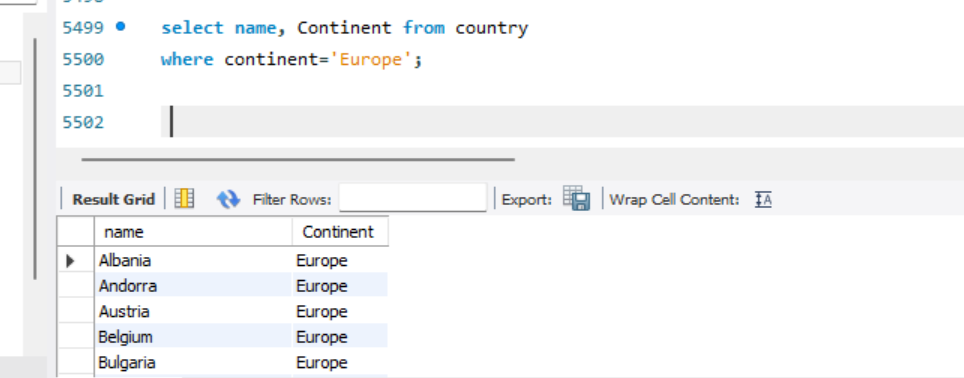 5499 select name, Continent from country
5500 where continent='Europe';
5501
5502
Result Grid Filter Rows: Export: Wrap Cell Content: IA
name Continent
Albania Europe
Andorra Europe
Austria Europe
Belgium Europe
Bulgaria Europe